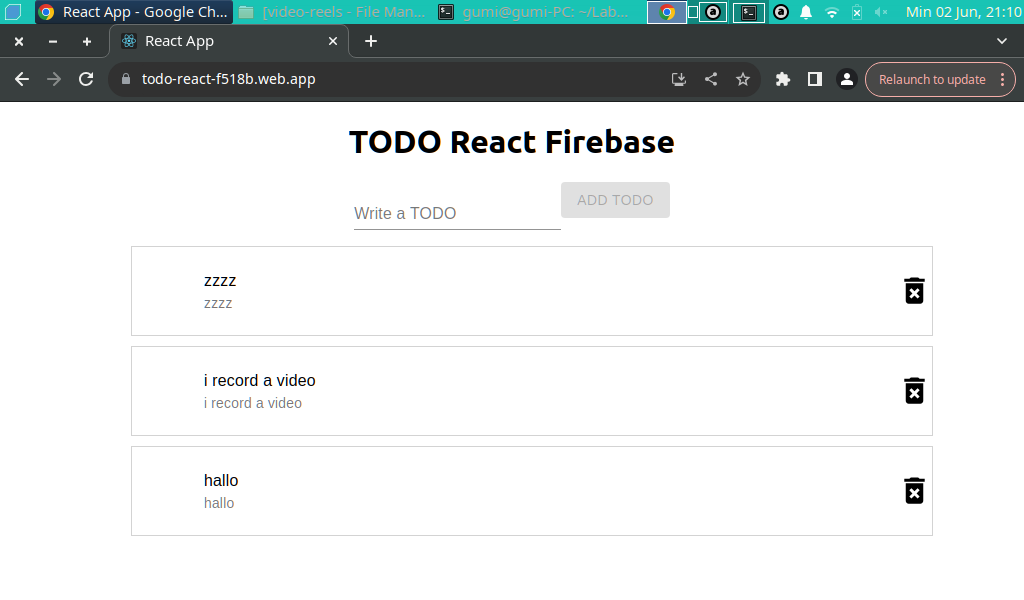 React App - Google Ch...
[video-reels - File Man...
gumi@gumi-PC: ~/Lab...
Min 02 Jun, 21:10
React App
todo-react-f518b.web.app
Relaunch to update
TODO React Firebase
Write a TODO
ADD TODO
zzzz
zzzz
i record a video
i record a video
hallo
hallo